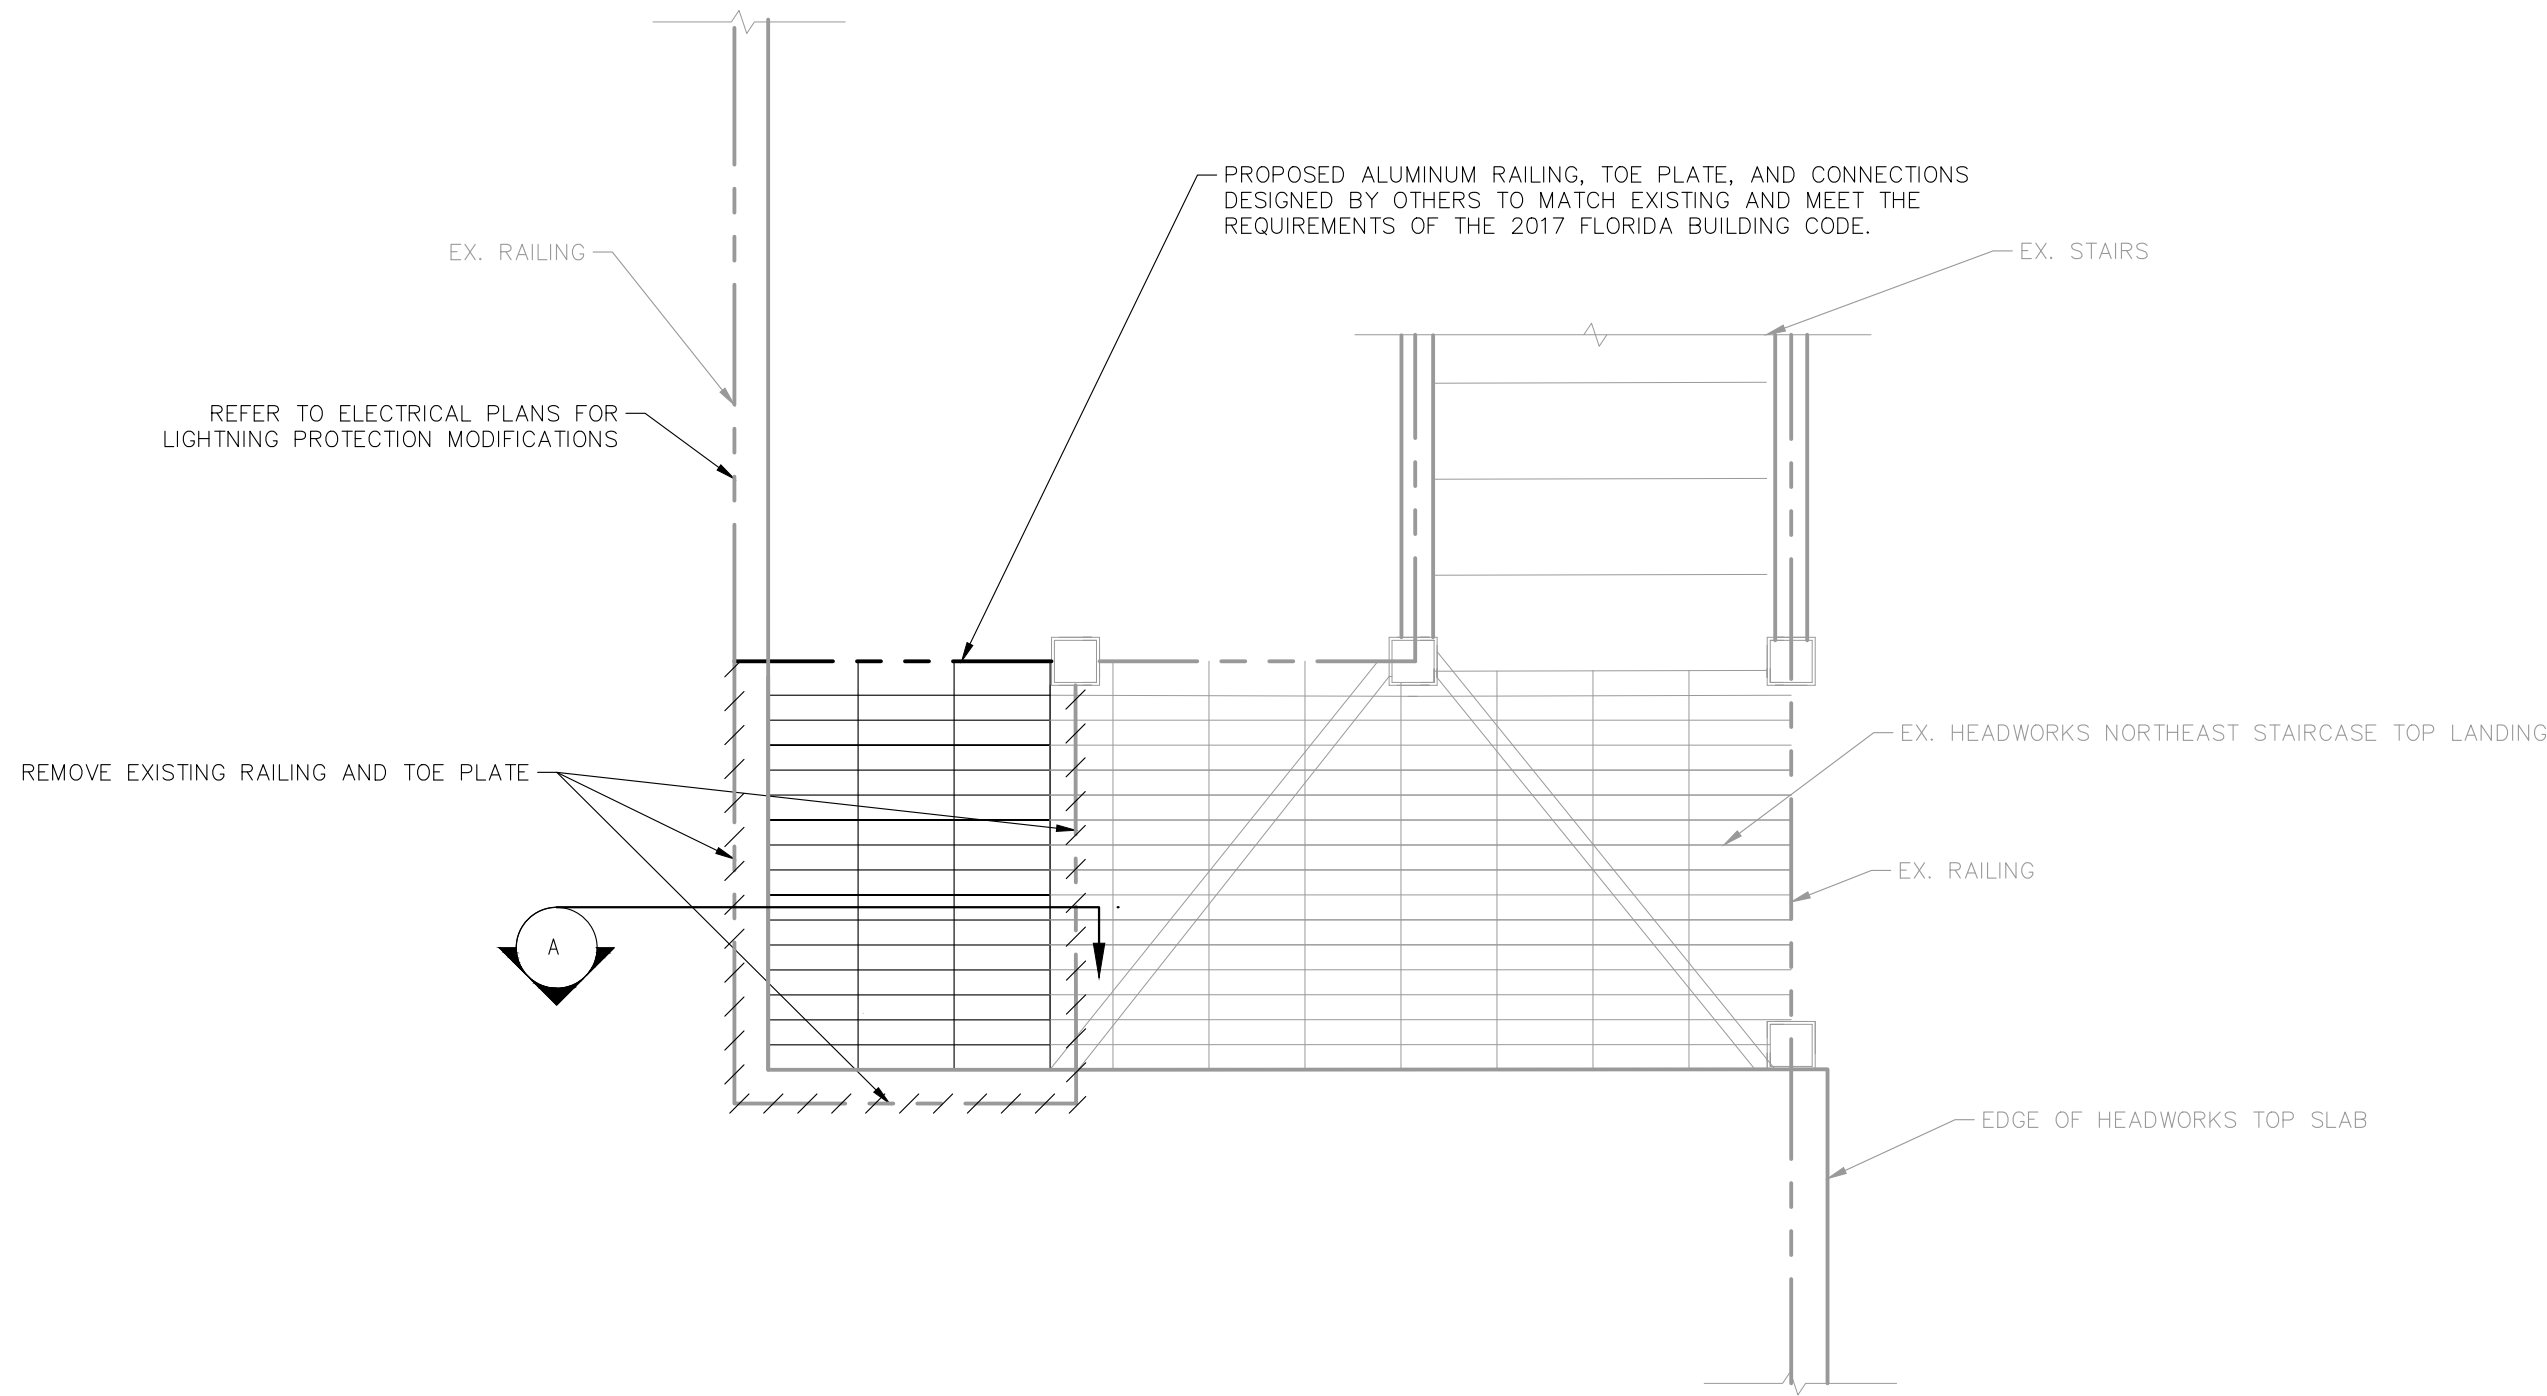 PROPOSED ALUMINUM RAILING, TOE PLATE, AND CONNECTIONS
DESIGNED BY OTHERS TO MATCH EXISTING AND MEET THE
REQUIREMENTS OF THE 2017 FLORIDA BUILDING CODE.
EX. RAILING
EX. STAIRS
REFER TO ELECTRICAL PLANS FOR
LIGHTNING PROTECTION MODIFICATIONS
EX. HEADWORKS NORTHEAST STAIRCASE TOP LANDING
REMOVE EXISTING RAILING AND TOE PLATE
EX. RAILING
A
EDGE OF HEADWORKS TOP SLAB